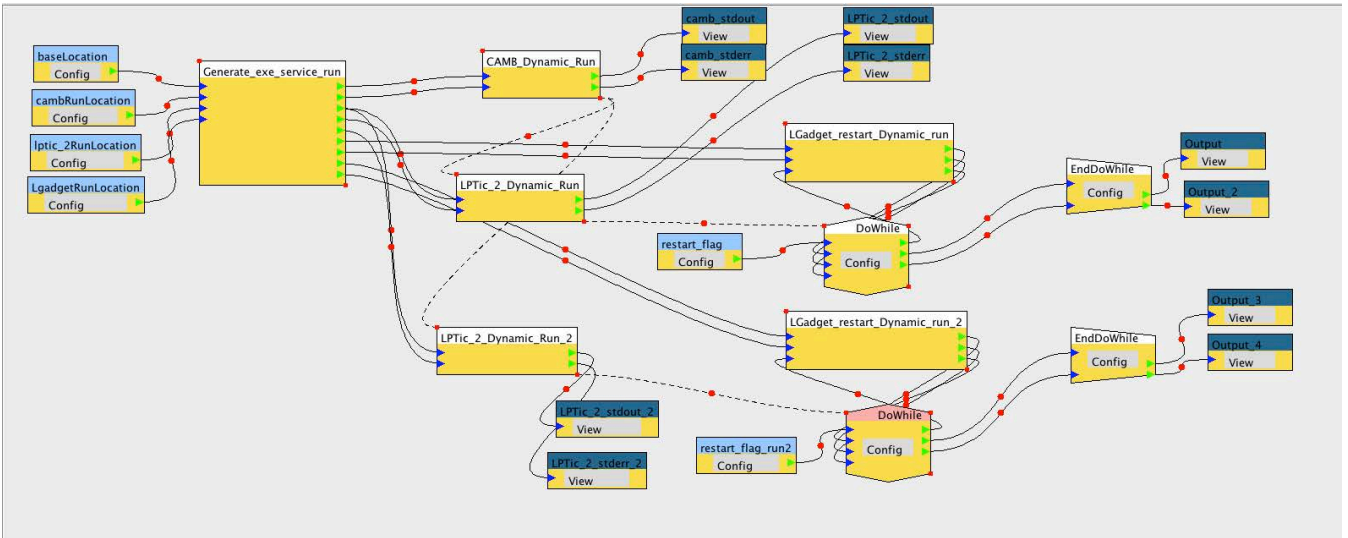 baseLocation
Config
cambRunLocation
Config
lptic_2RunLocation
Config
LgadgetRunLocation
Config
Generate_exe_service_run
CAMB_Dynamic_Run
camb_stdout
View
camb_stderr
View
LPTic_2_stdout
View
LPTic_2_stderr
View
LPTic_2_Dynamic_Run
LGadget_restart_Dynamic_run
restart_flag
Config
DoWhile
Config
EndDoWhile
Config
Output
View
Output_2
View
LPTic_2_Dynamic_Run_2
LPTic_2_stdout_2
View
LPTic_2_stderr_2
View
LGadget_restart_Dynamic_run_2
restart_flag_run2
Config
DoWhile
Config
EndDoWhile
Config
Output_3
View
Output_4
View